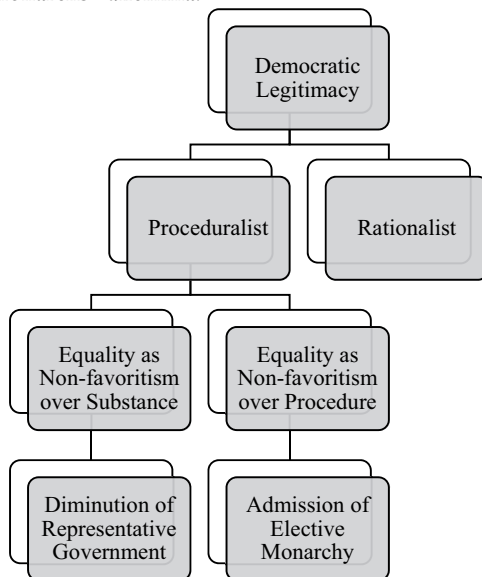 Democratic
Legitimacy
Proceduralist
Rationalist
Equality as
Non-favoritism
over Substance
Equality as
Non-favoritism
over Procedure
Diminution of
Representative
Government
Admission of
Elective
Monarchy